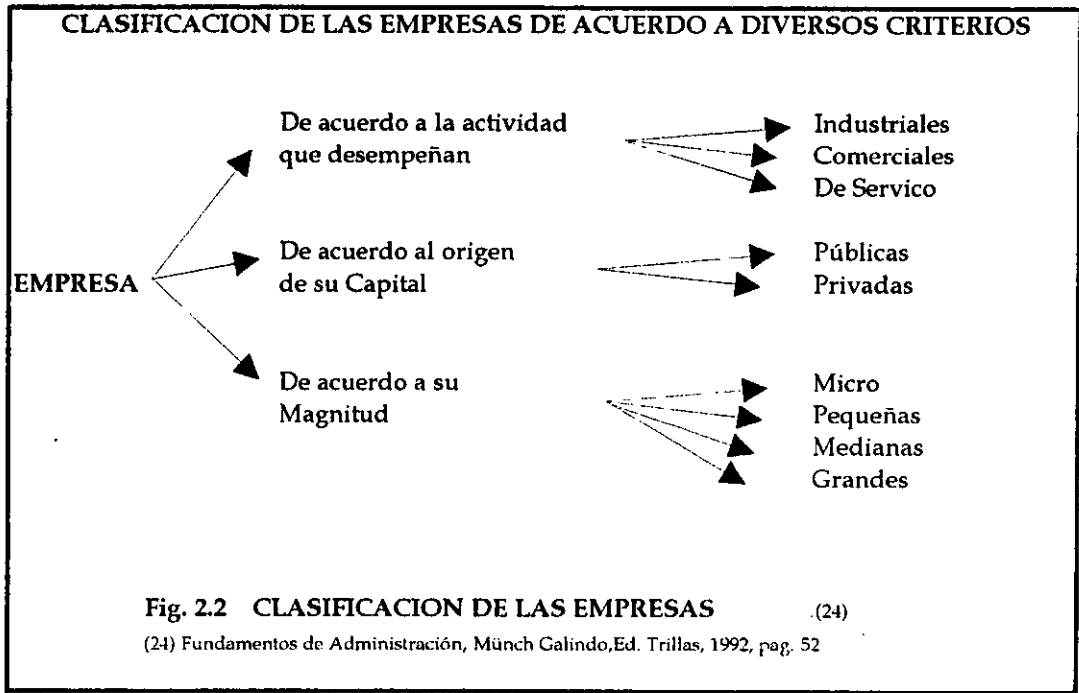 CLASIFICACION DE LAS EMPRESAS DE ACUERDO A DIVERSOS CRITERIOS
De acuerdo a la actividad
que desempeñan
Industriales
Comerciales
De Servico
EMPRESA
De acuerdo al origen
de su Capital
Públicas
Privadas
De acuerdo a su
Magnitud
Micro
Pequeñas
Medianas
Grandes
Fig. 2.2 CLASIFICACION DE LAS EMPRESAS .(24)
(24) Fundamentos de Administración, Münch Galindo,Ed. Trillas, 1992, pag. 52